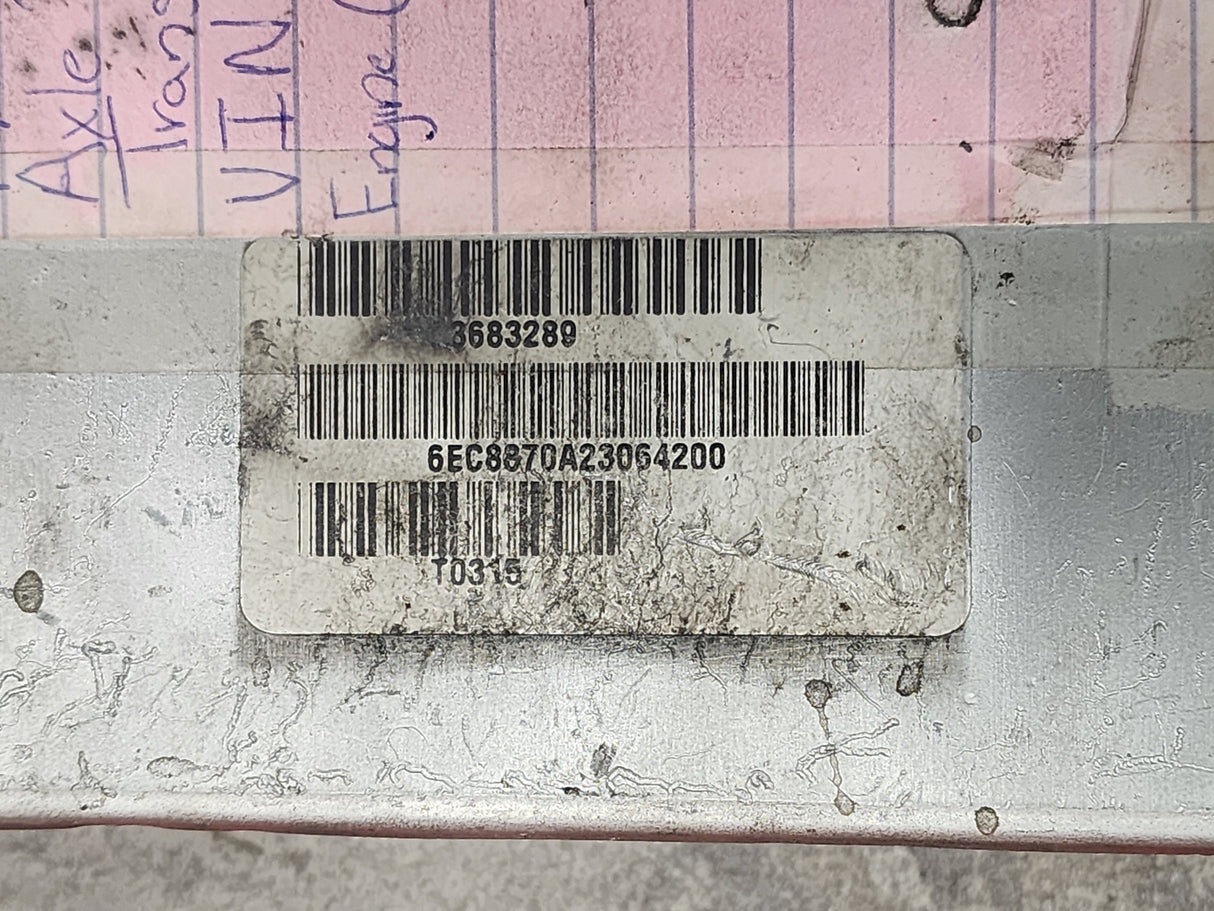 Axle
Trans
VIN
Engine
3683289
6EC8870A23064200
T0315